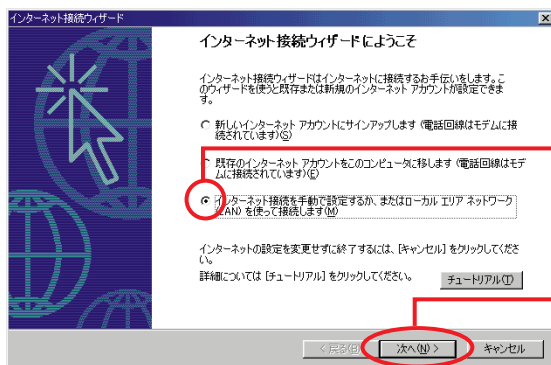 インターネット接続ウィザード
インターネット接続ウィザードにようこそ
インターネット接続ウィザードはインターネットに接続するお手伝いをします。こ
のウィザードを使うと既存または新規のインターネット アカウントが設定できま
す。
新しいインターネット アカウントにサインアップします (電話回線はモデムに接
続されています)(S)
既存のインターネット アカウントをこのコンピュータに移します (電話回線はモデ
ムに接続されています)(E)
インターネット接続を手動で設定するか、またはローカル エリア ネットワーク
(LAN) を使って接続します(M)
インターネットの設定を変更せずに終了するには、[キャンセル] をクリックしてくださ
い。
詳細については [チュートリアル] をクリックしてください。
チュートリアル(T)
< 戻る(B)
次へ(N) >
キャンセル